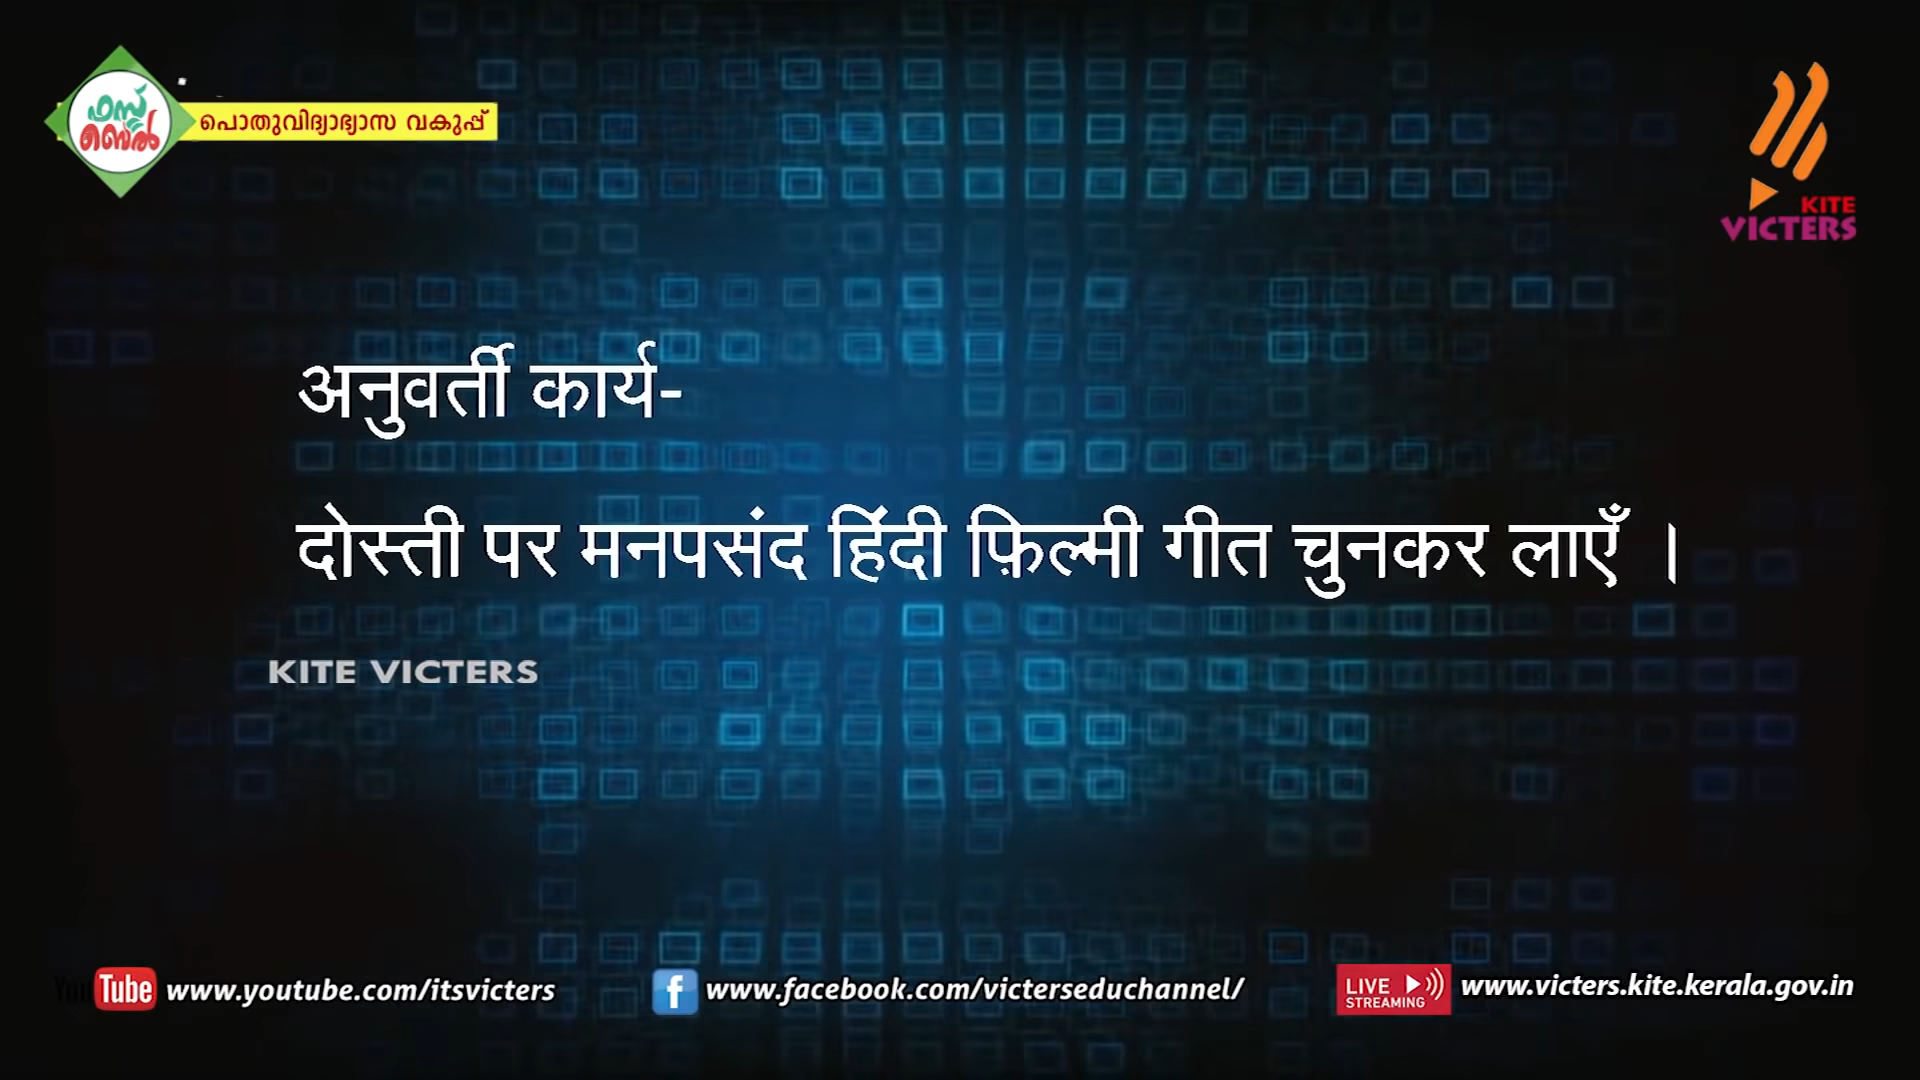 ഫസ്റ്റ്
ബെൽ
പൊതുവിദ്യാഭ്യാസ വകുപ്പ്
KITE
VICTERS
अनुवर्ती कार्य-
दोस्ती पर मनपसंद हिंदी फ़िल्मी गीत चुनकर लाएँ ।
KITE VICTERS
YouTube www.youtube.com/itsvicters
f www.facebook.com/victerseduchannel/
LIVE
STREAMING
www.victers.kite.kerala.gov.in